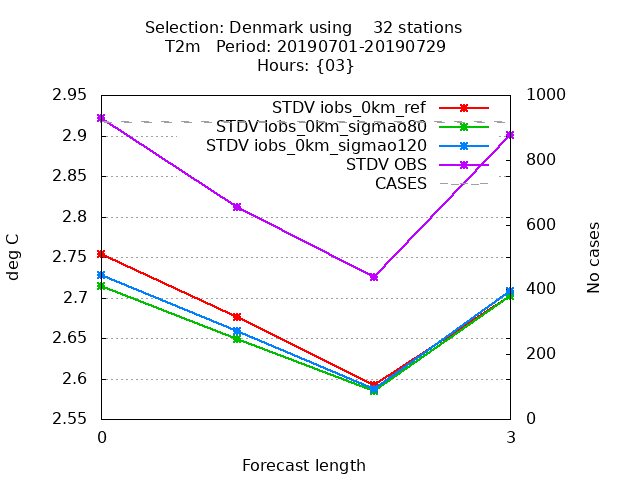 Selection: Denmark using    32 stations
T2m   Period: 20190701-20190729
Hours: {03}
2.95
2.9
2.85
2.8
2.75
2.7
2.65
2.6
2.55
1000
800
600
400
200
0
STDV iobs_0km_ref
STDV iobs_0km_sigmao80
STDV iobs_0km_sigmao120
STDV OBS
CASES
deg C
No cases
0
3
Forecast length